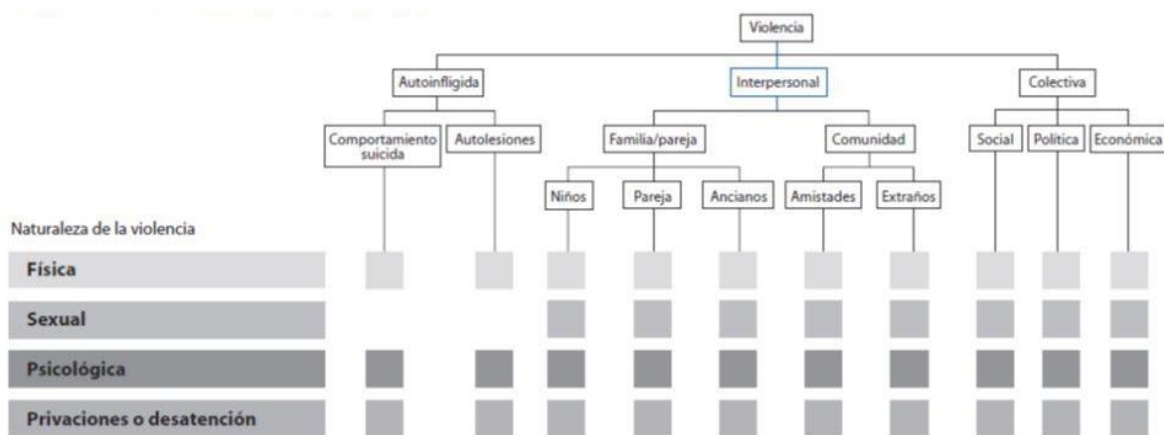 Violencia
Autoinfligida
Interpersonal
Colectiva
Comportamiento
suicida
Autolesiones
Familia/pareja
Comunidad
Social
Política
Económica
Niños
Pareja
Ancianos
Amistades
Extraños
Naturaleza de la violencia
Física
Sexual
Psicológica
Privaciones o desatención